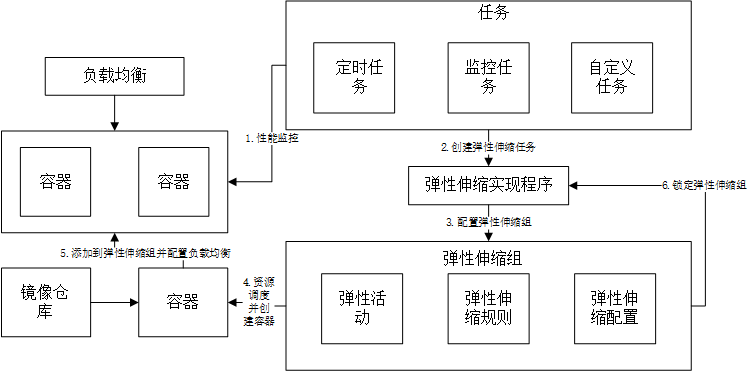 任务
定时任
务
监控任
务
自定义
任务
负载均衡
1.性能监控
2.创建弹性伸缩任务
容器
容器
弹性伸缩实现程序
6.锁定弹性伸缩组
3.配置弹性伸缩组
5.添加到弹性伸缩组并配置负载均衡
弹性伸缩组
镜像仓
库
容器
4.资源
调度
并创
建容器
弹性活
动
弹性伸
缩规则
弹性伸
缩配置